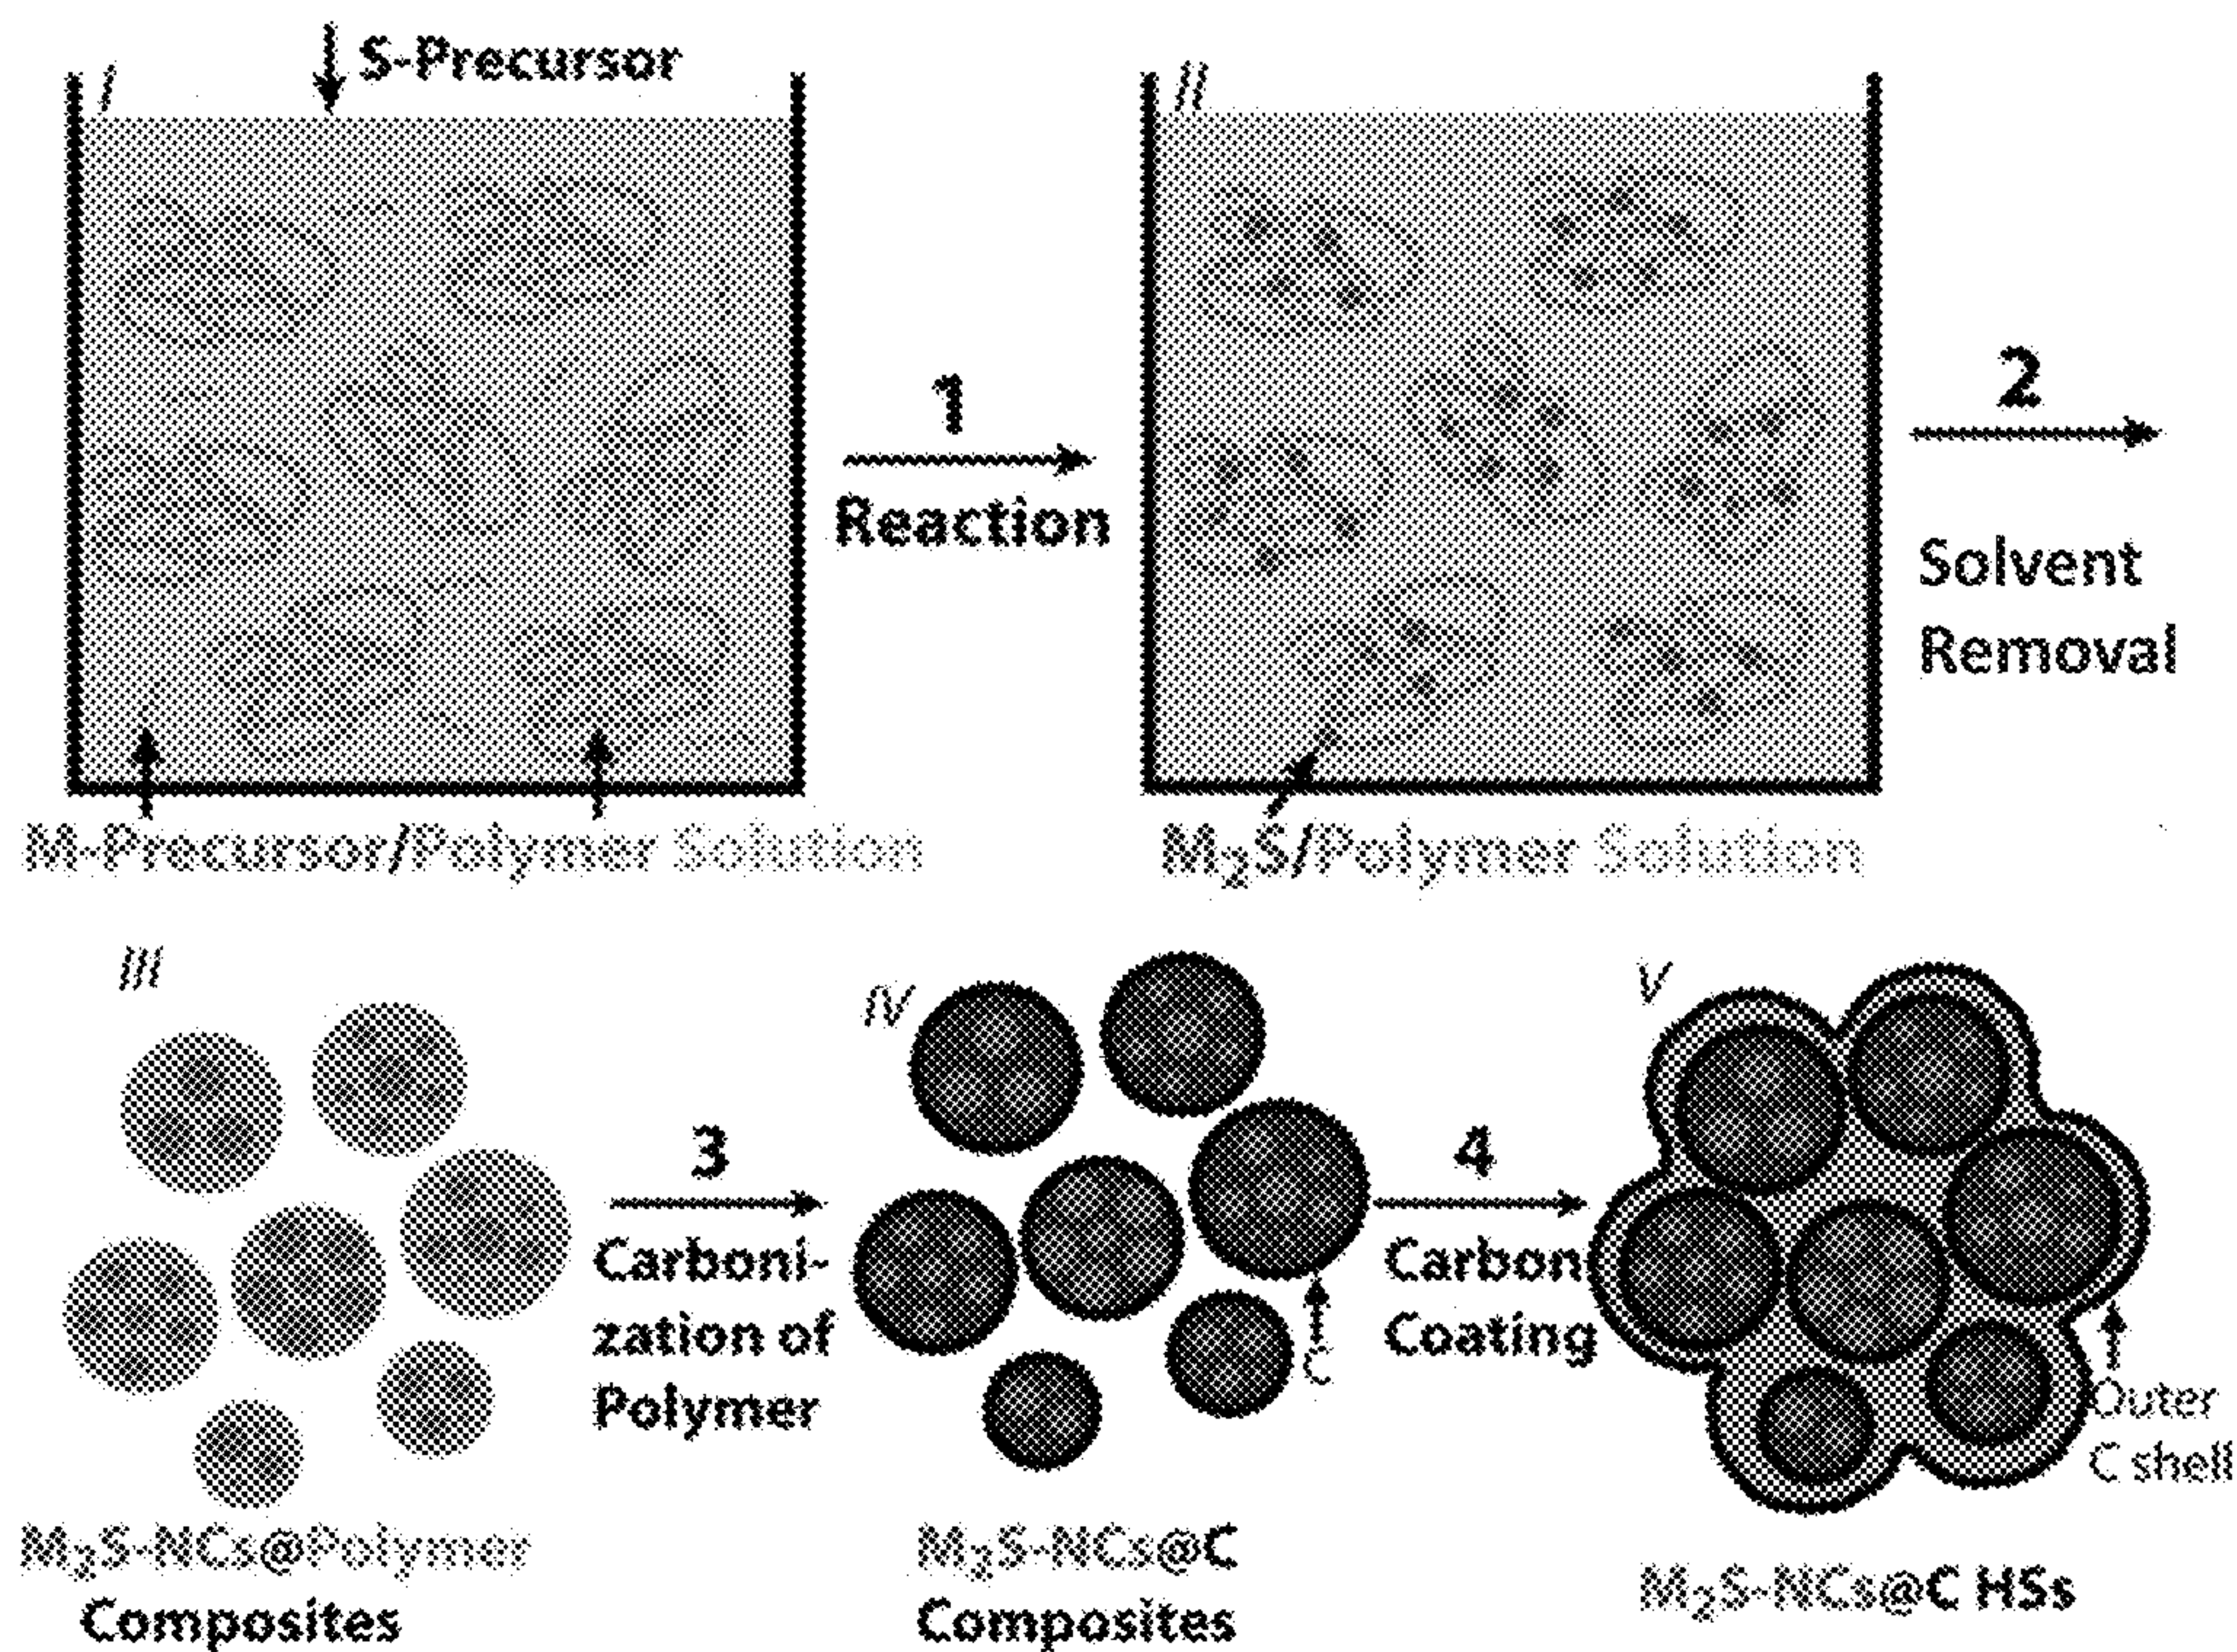 I
S-Precursor
II
1
Reaction
2
Solvent
Removal
M-Precursor/Polymer Solution
M₂S/Polymer Solution
III
IV
V
3
Carboni-
zation of
Polymer
4
Carbon
Coating
C
Outer
C shell
M₂S-NCs@Polymer
Composites
M₂S-NCs@C
Composites
M₂S-NCs@C HSs